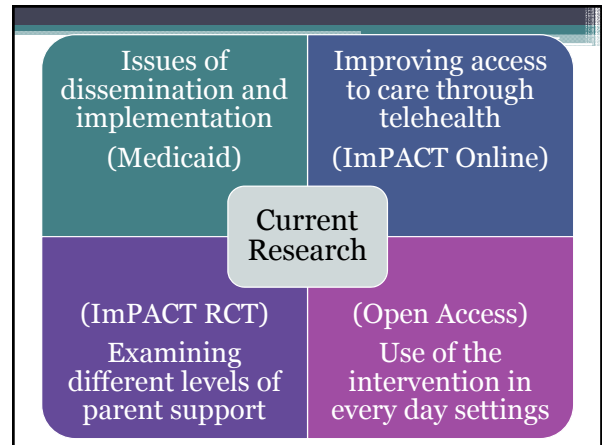 Issues of
dissemination and
implementation
(Medicaid)
Improving access
to care through
telehealth
(ImPACT Online)
Current
Research
(ImPACT RCT)
Examining
different levels of
parent support
(Open Access)
Use of the
intervention in
every day settings